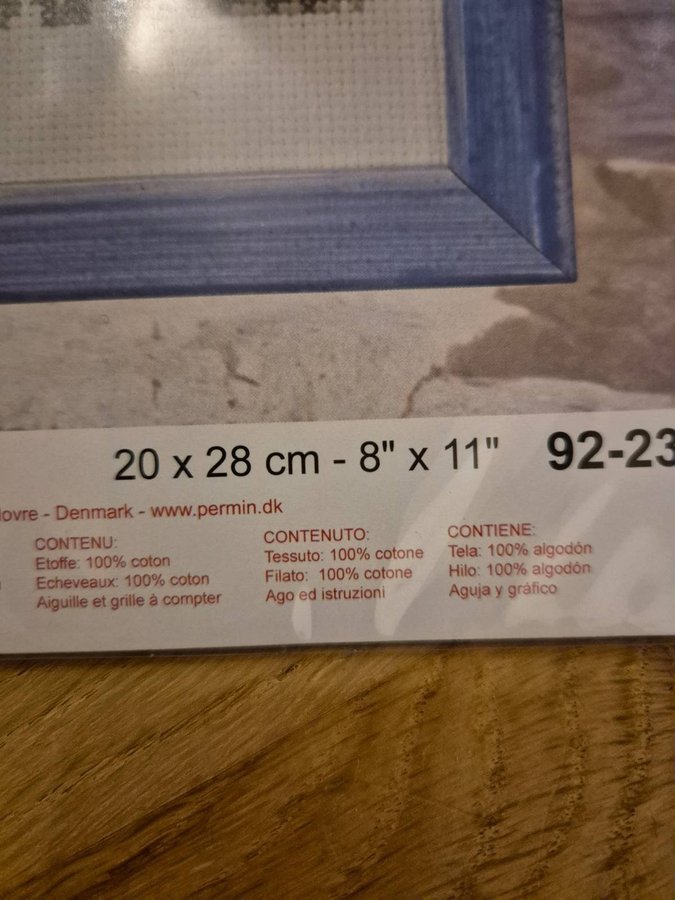 20 x 28 cm - 8" x 11" 92-23
- Denmark - www.permin.dk
CONTENU:
Etoffe: 100% coton
Echeveaux: 100% coton
Aiguille et grille à compter
CONTENUTO:
Tessuto: 100% cotone
Filato: 100% cotone
Ago ed istruzioni
CONTIENE:
Tela: 100% algodón
Hilo: 100% algodón
Aguja y gráfico